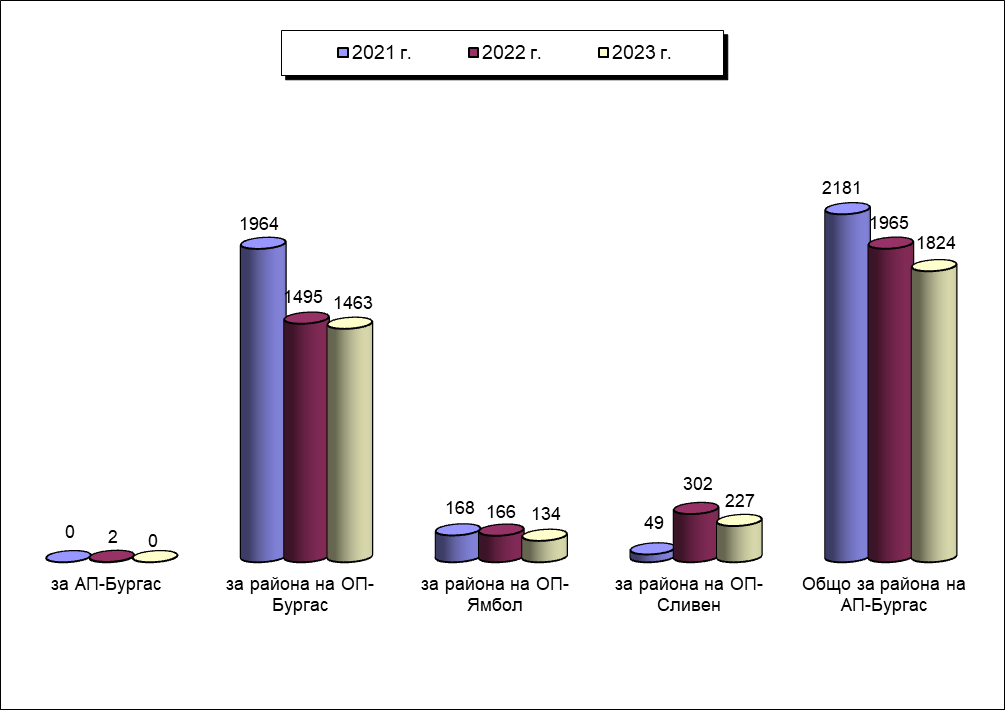 2021 г. 2022 г. 2023 г.
2181
1965
1824
1964
1495
1463
168
166
134
49
302
227
0
2
0
за АП-Бургас
за района на ОП-
Бургас
за района на ОП-
Ямбол
за района на ОП-
Сливен
Общо за района на
АП-Бургас